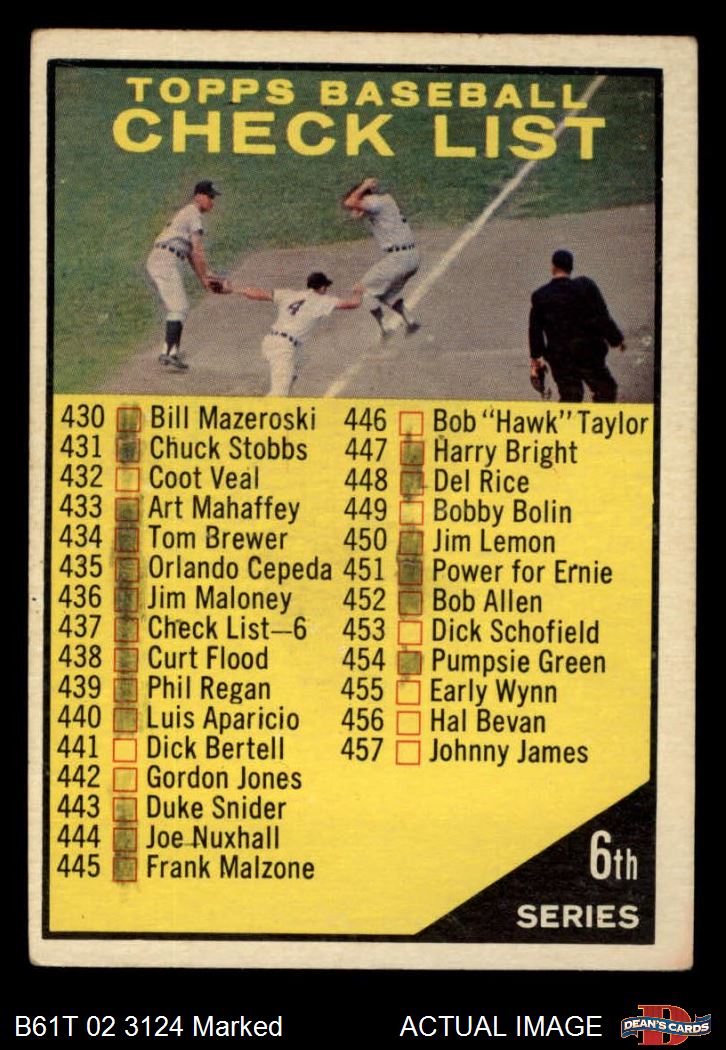 TOPPS BASEBALL
CHECK LIST
4
430 Bill Mazeroski
431 Chuck Stobbs
432 Coot Veal
433 Art Mahaffey
434 Tom Brewer
435 Orlando Cepeda
436 Jim Maloney
437 Check List—6
438 Curt Flood
439 Phil Regan
440 Luis Aparicio
441 Dick Bertell
442 Gordon Jones
443 Duke Snider
444 Joe Nuxhall
445 Frank Malzone
446 Bob "Hawk" Taylor
447 Harry Bright
448 Del Rice
449 Bobby Bolin
450 Jim Lemon
451 Power for Ernie
452 Bob Allen
453 Dick Schofield
454 Pumpsie Green
455 Early Wynn
456 Hal Bevan
457 Johnny James
6th
SERIES
B61T 02 3124 Marked
ACTUAL IMAGE
D
DEAN'S CARDS